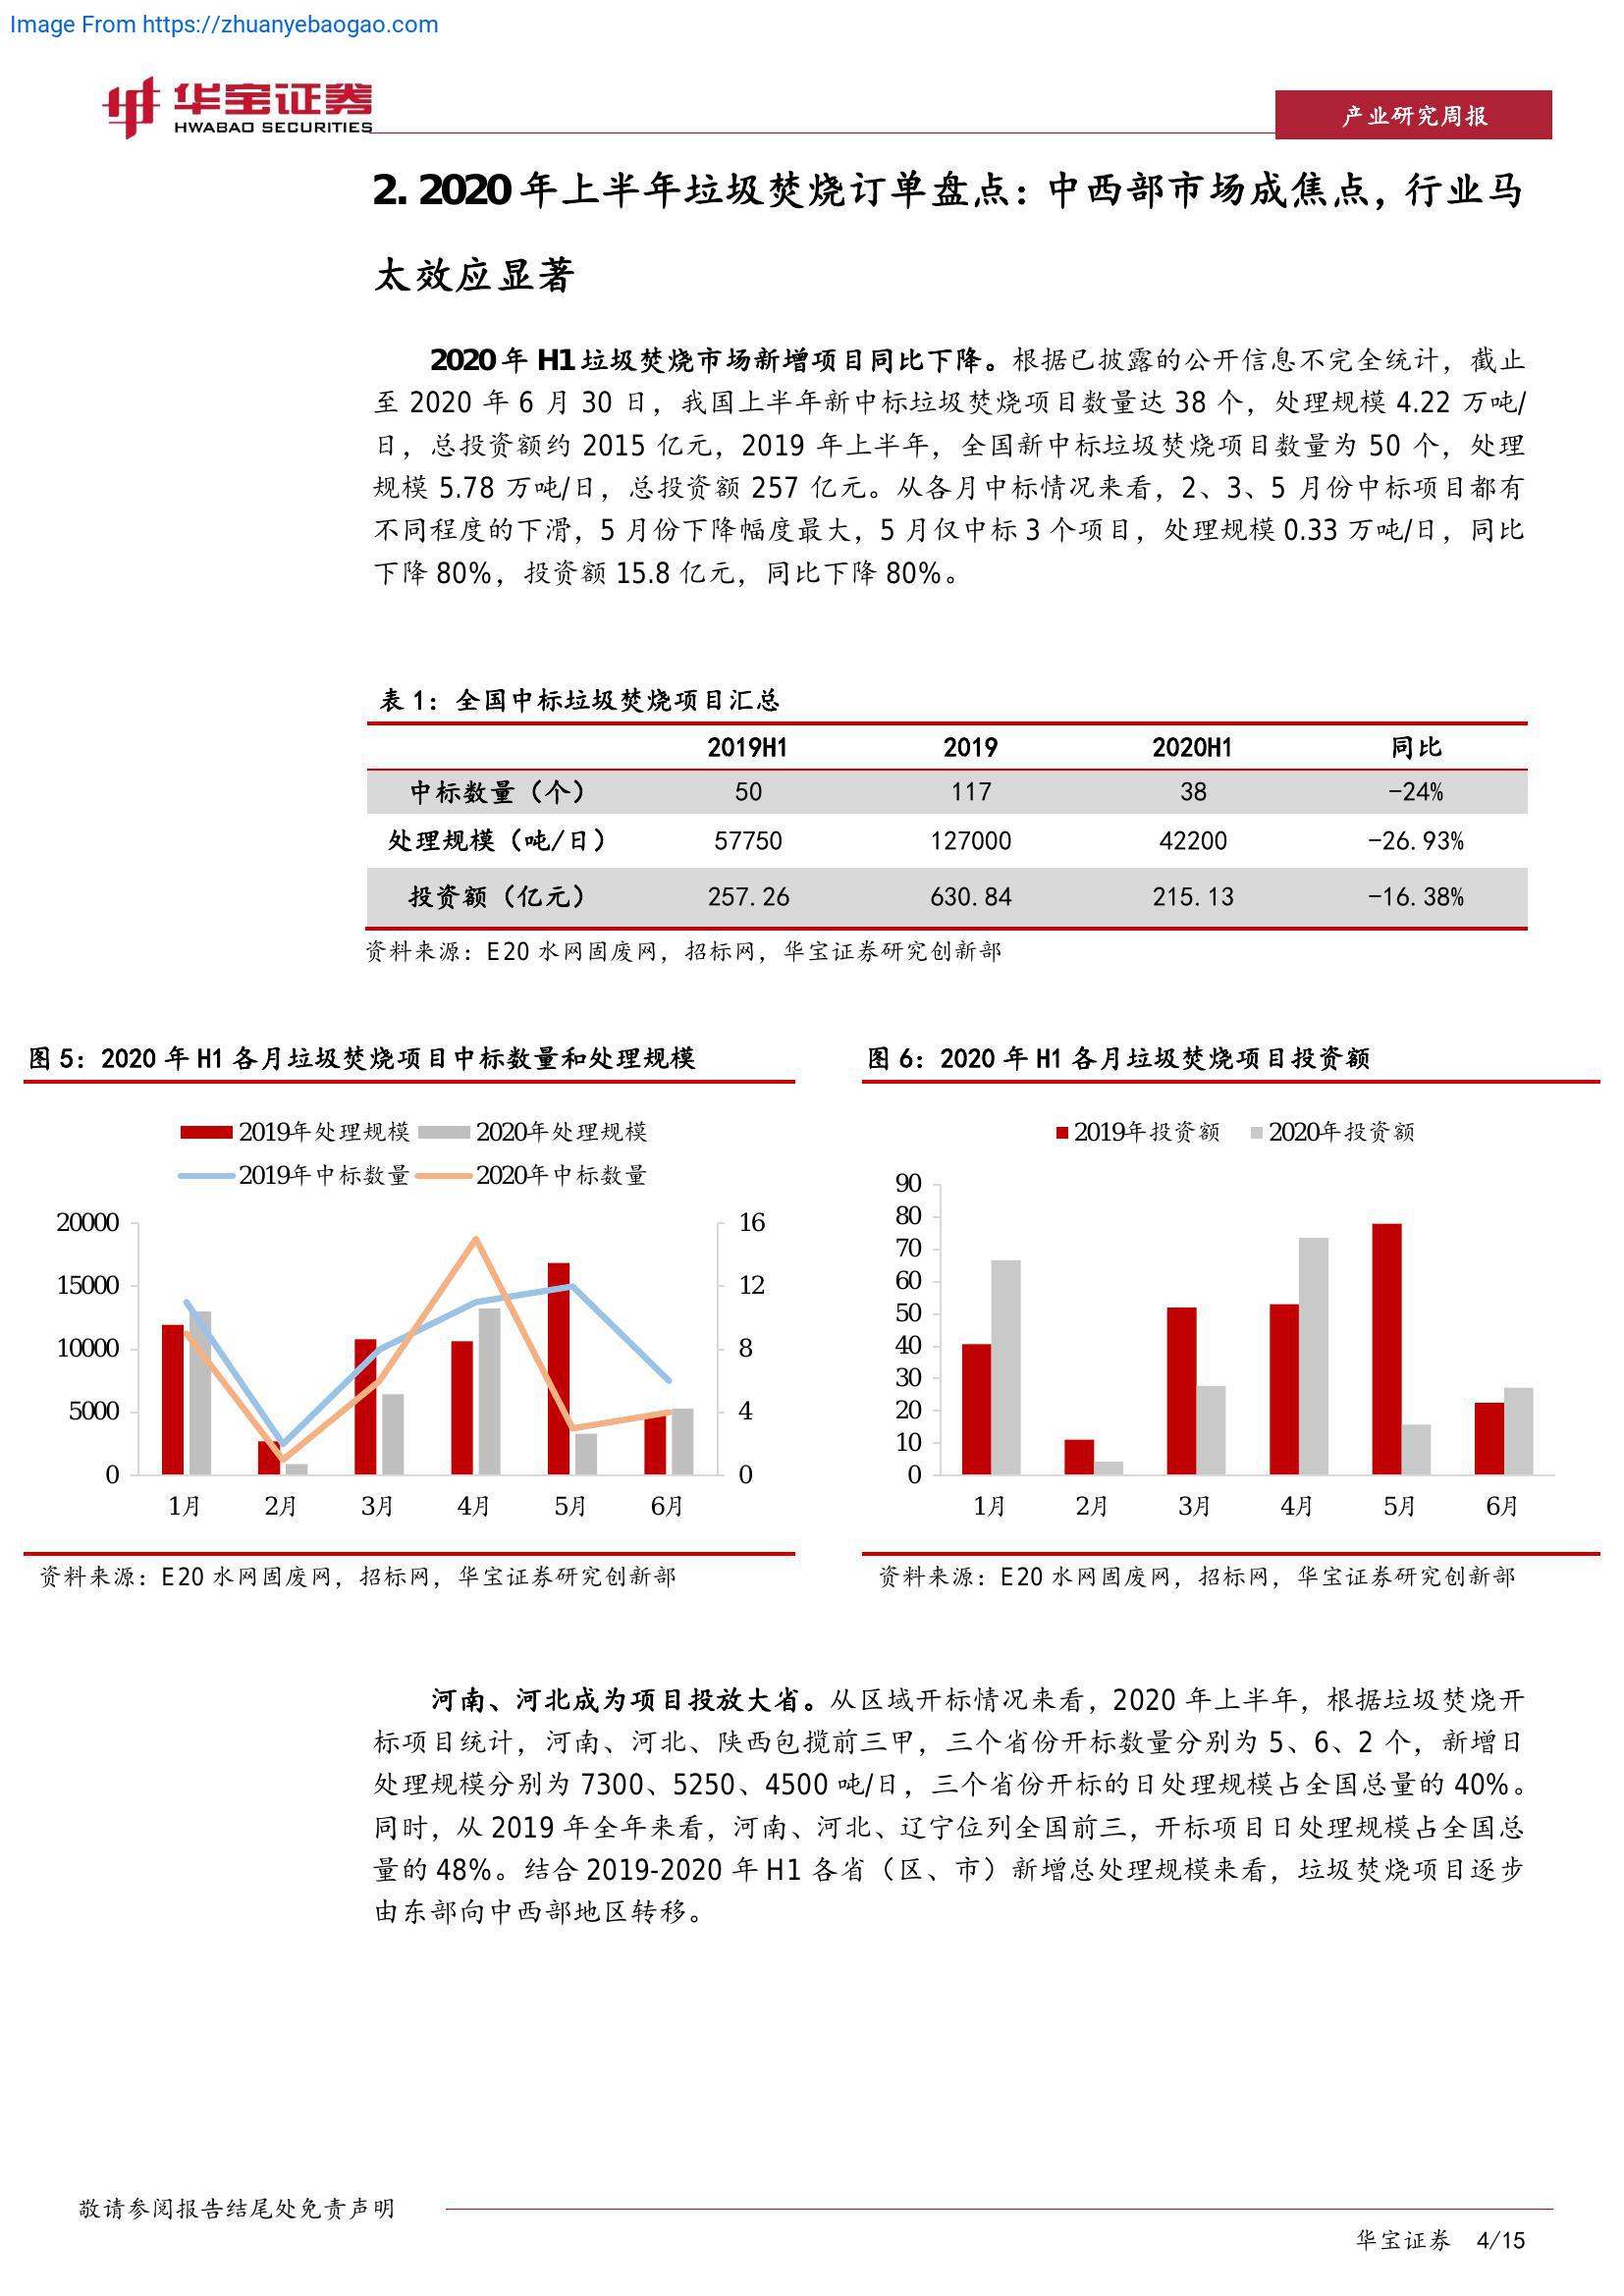 Image From https://zhuanyebaogao.com
华宝证券
HWABAO SECURITIES
产业研究周报
2. 2020 年上半年垃圾焚烧订单盘点：中西部市场成焦点，行业马
太效应显著
2020 年 H1 垃圾焚烧市场新增项目同比下降。根据已披露的公开信息不完全统计，截止
至 2020 年 6 月 30 日，我国上半年新中标垃圾焚烧项目数量达 38 个，处理规模 4.22 万吨/
日，总投资额约 2015 亿元，2019 年上半年，全国新中标垃圾焚烧项目数量为 50 个，处理
规模 5.78 万吨/日，总投资额 257 亿元。从各月中标情况来看，2、3、5 月份中标项目都有
不同程度的下滑，5 月份下降幅度最大，5 月仅中标 3 个项目，处理规模 0.33 万吨/日，同比
下降 80%，投资额 15.8 亿元，同比下降 80%。
表 1：全国中标垃圾焚烧项目汇总
2019H1 2019 2020H1 同比
中标数量（个） 50 117 38 -24%
处理规模（吨/日） 57750 127000 42200 -26.93%
投资额（亿元） 257.26 630.84 215.13 -16.38%
资料来源：E20 水网固废网，招标网，华宝证券研究创新部
图 5：2020 年 H1 各月垃圾焚烧项目中标数量和处理规模
2019年处理规模 2020年处理规模
2019年中标数量 2020年中标数量
20000 16
15000 12
10000 8
5000 4
0 0
1月 2月 3月 4月 5月 6月
资料来源：E20 水网固废网，招标网，华宝证券研究创新部
图 6：2020 年 H1 各月垃圾焚烧项目投资额
2019年投资额 2020年投资额
90
80
70
60
50
40
30
20
10
0
1月 2月 3月 4月 5月 6月
资料来源：E20 水网固废网，招标网，华宝证券研究创新部
河南、河北成为项目投放大省。从区域开标情况来看，2020 年上半年，根据垃圾焚烧开
标项目统计，河南、河北、陕西包揽前三甲，三个省份开标数量分别为 5、6、2 个，新增日
处理规模分别为 7300、5250、4500 吨/日，三个省份开标的日处理规模占全国总量的 40%。
同时，从 2019 年全年来看，河南、河北、辽宁位列全国前三，开标项目日处理规模占全国总
量的 48%。结合 2019-2020 年 H1 各省（区、市）新增总处理规模来看，垃圾焚烧项目逐步
由东部向中西部地区转移。
敬请参阅报告结尾处免责声明
华宝证券 4/15